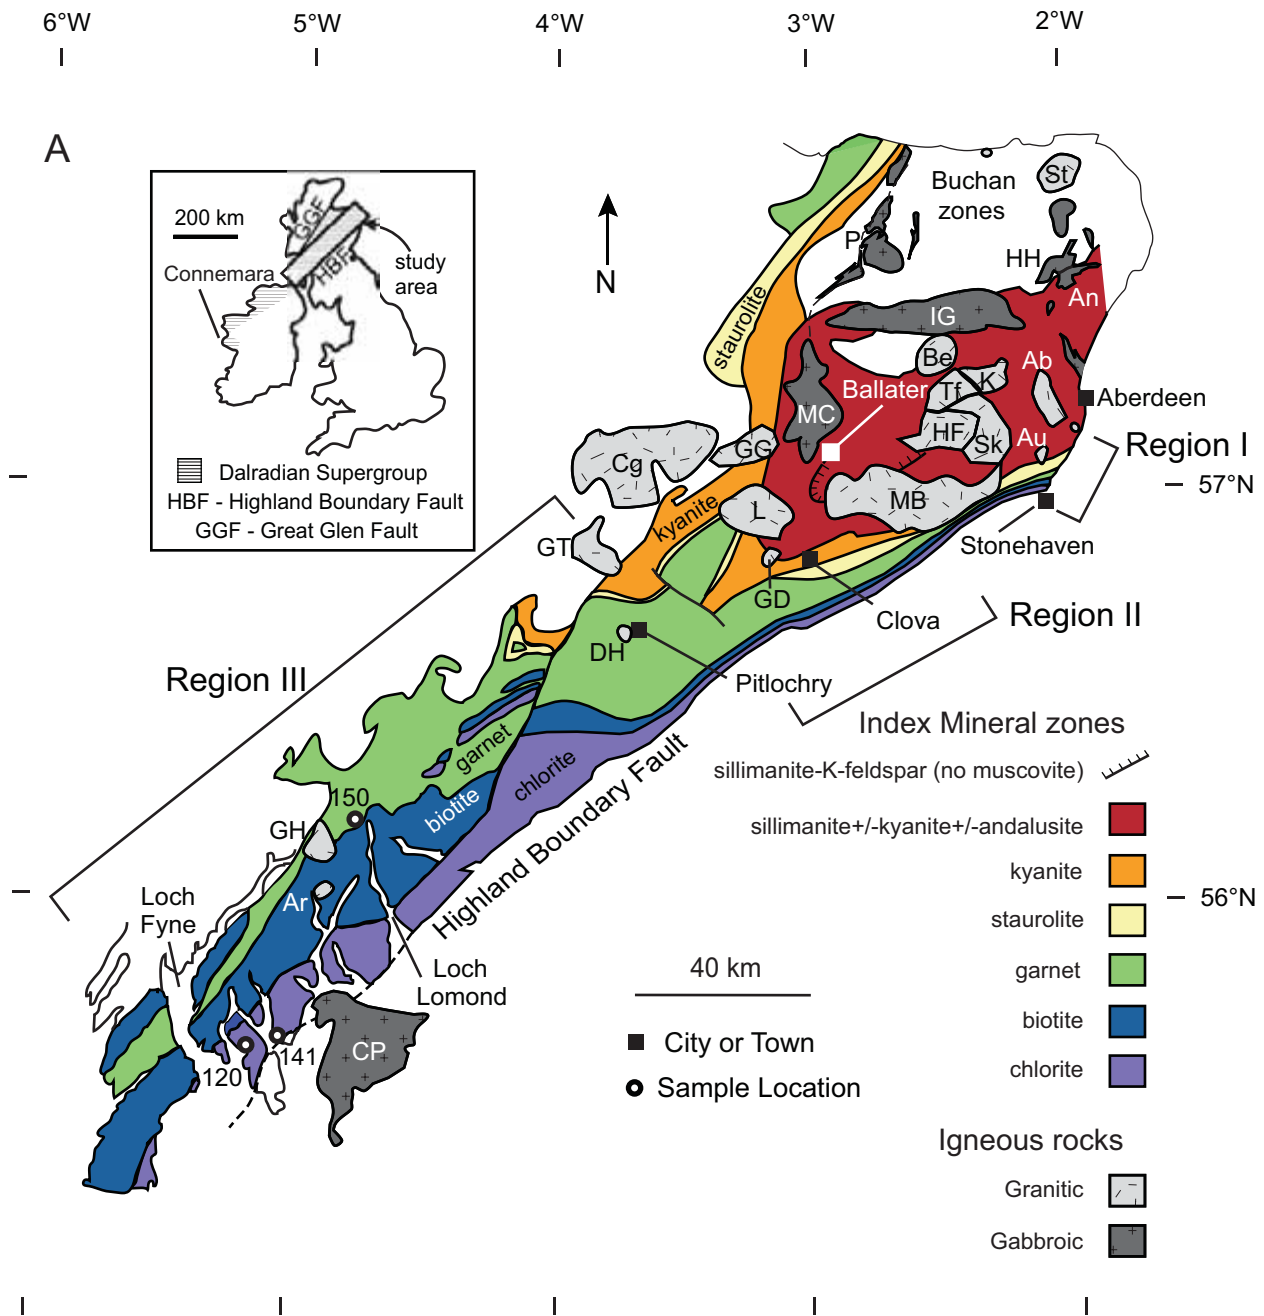 6°W
5°W
4°W
3°W
2°W
A
200 km
GGF
HBF
Connemara
study
area
Dalradian Supergroup
HBF - Highland Boundary Fault
GGF - Great Glen Fault
N
Buchan
zones
St
P
HH
An
IG
staurolite
Be
Ab
Ballater
Tf
K
MC
Aberdeen
HF
Sk
Au
Region I
GG
Cg
57°N
MB
L
kyanite
Stonehaven
GT
GD
Clova
Region II
DH
Region III
Pitlochry
Index Mineral zones
garnet
chlorite
sillimanite-K-feldspar (no muscovite)
150
biotite
sillimanite+/-kyanite+/-andalusite
GH
Highland Boundary Fault
kyanite
Loch
Fyne
Ar
56°N
staurolite
Loch
Lomond
40 km
garnet
City or Town
biotite
141
CP
120
Sample Location
chlorite
Igneous rocks
Granitic
Gabbroic